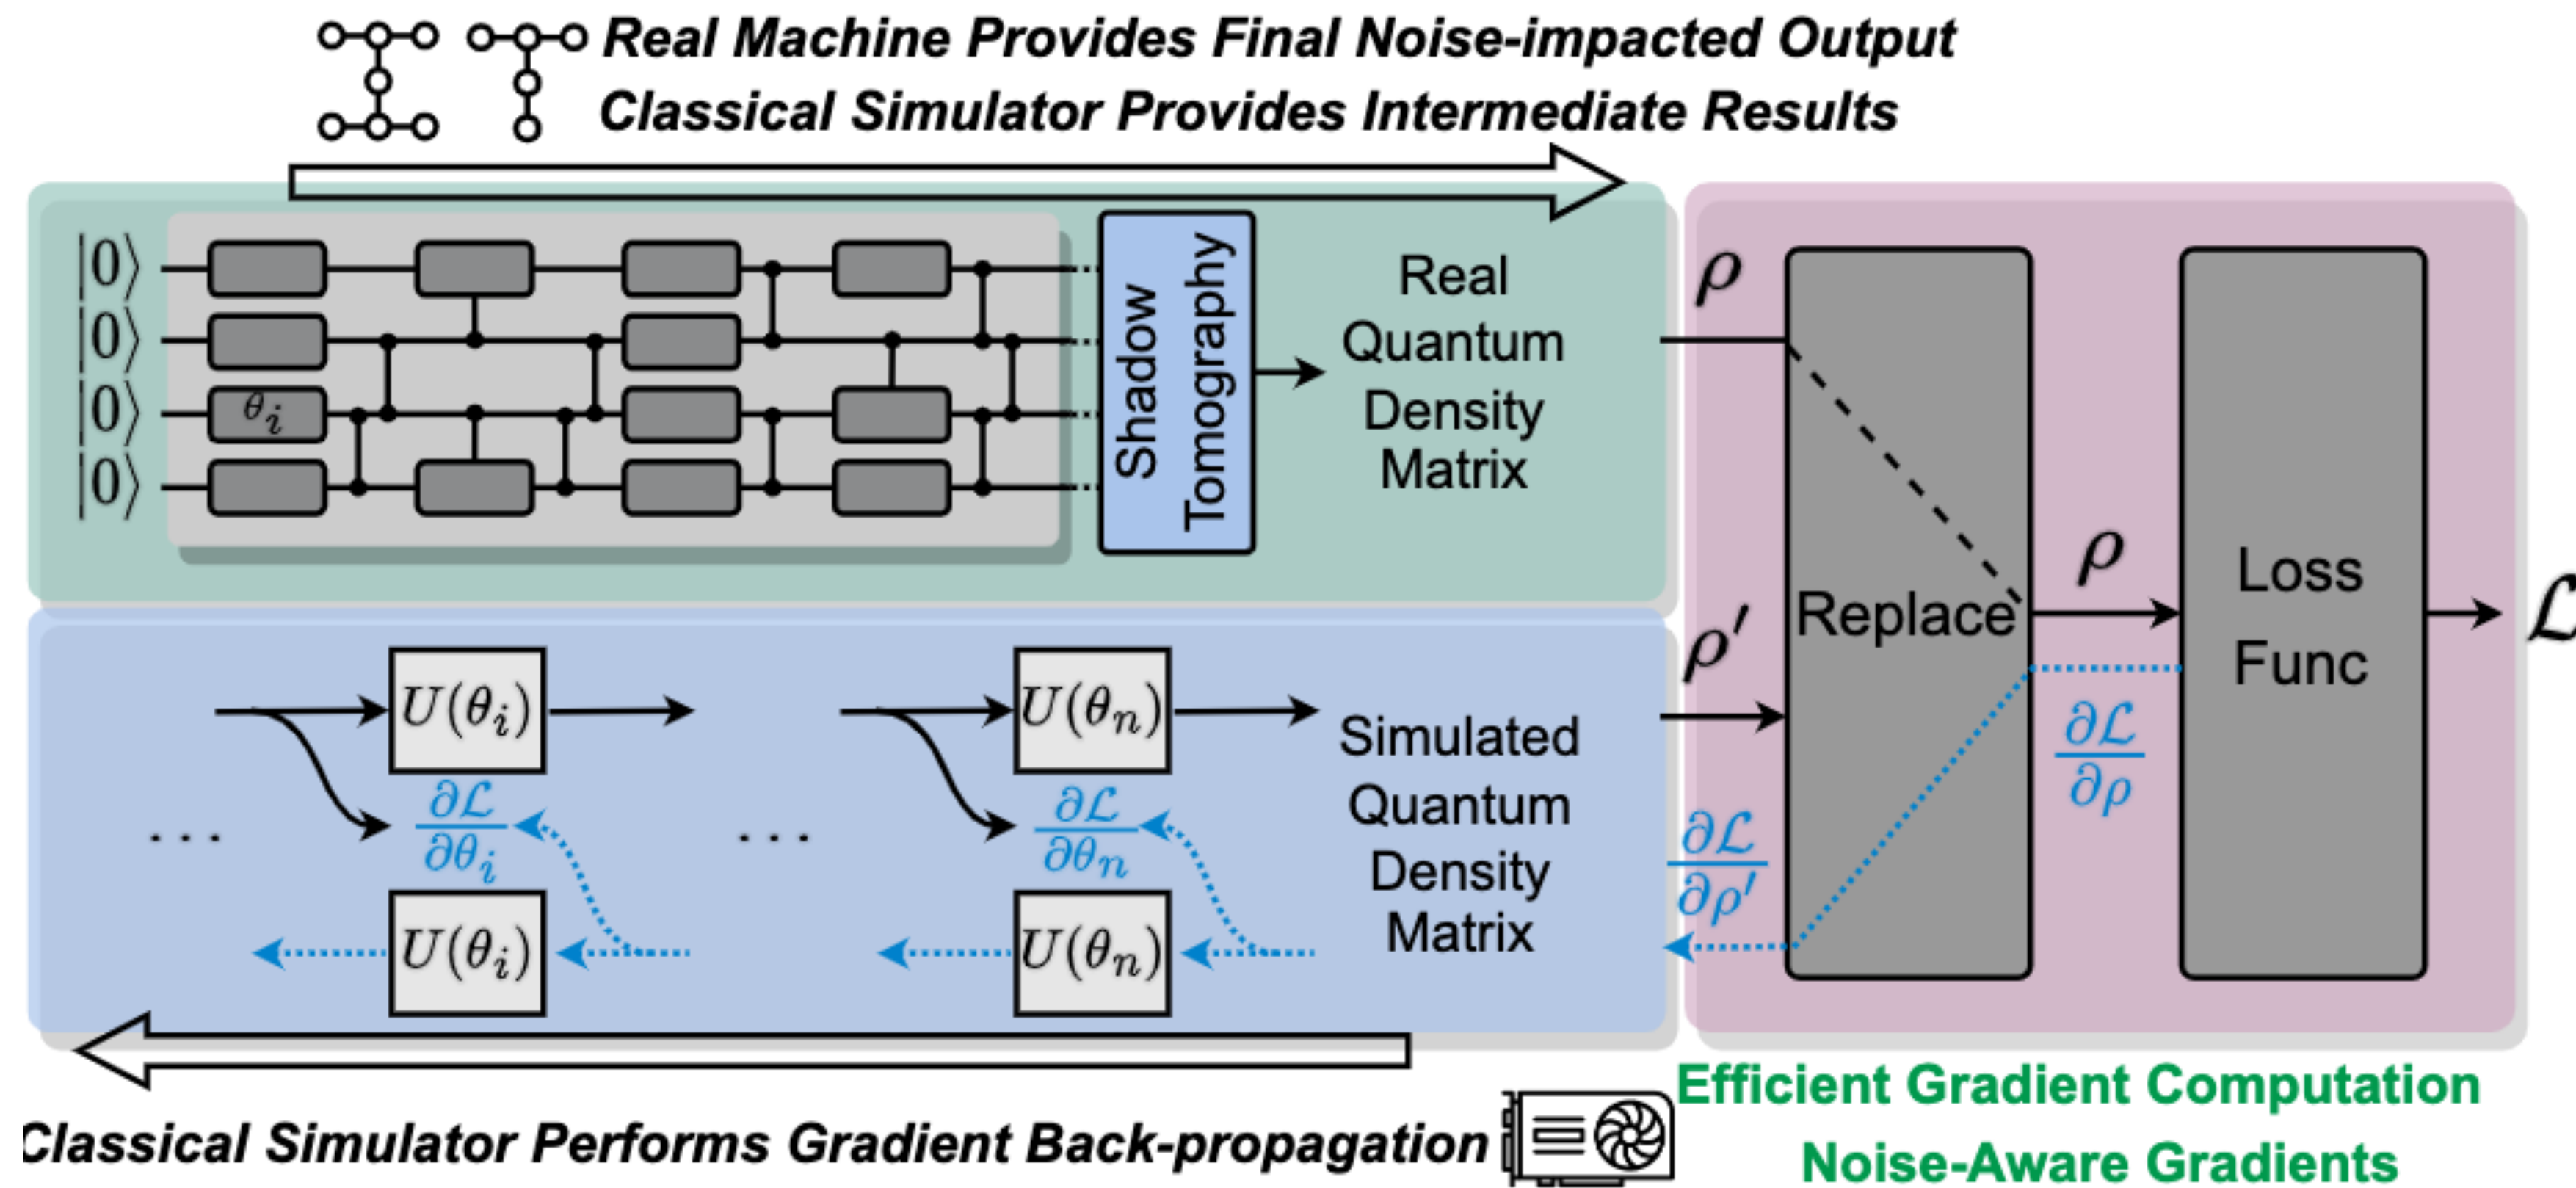 Real Machine Provides Final Noise-impacted Output
Classical Simulator Provides Intermediate Results
|0⟩
|0⟩
|0⟩
|0⟩
θi
Shadow
Tomography
Real
Quantum
Density
Matrix
ρ
ρ′
Replace
ρ
Loss
Func
ℒ
U(θi)
U(θn)
∂ℒ/∂θi
∂ℒ/∂θn
...
...
U(θi)
U(θn)
Simulated
Quantum
Density
Matrix
∂ℒ/∂ρ′
∂ℒ/∂ρ
Classical Simulator Performs Gradient Back-propagation
Efficient Gradient Computation
Noise-Aware Gradients